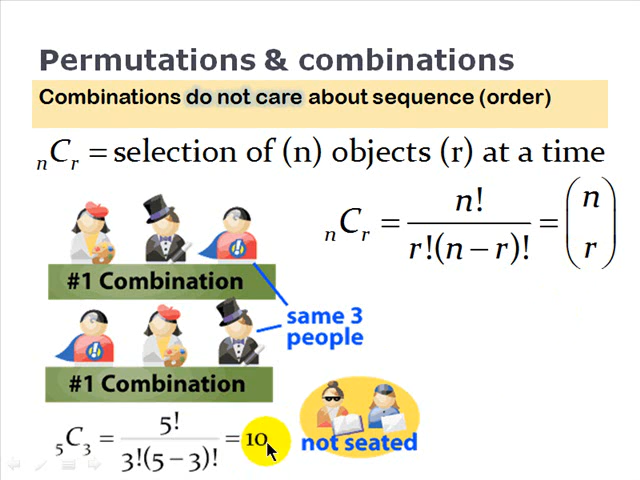 Permutations & combinations
Combinations do not care about sequence (order)
ₙCᵣ = selection of (n) objects (r) at a time
ₙCᵣ = n! / r!(n − r)! = (n r)
#1 Combination
same 3
people
#1 Combination
₅C₃ = 5! / 3!(5 − 3)! = 10
not seated